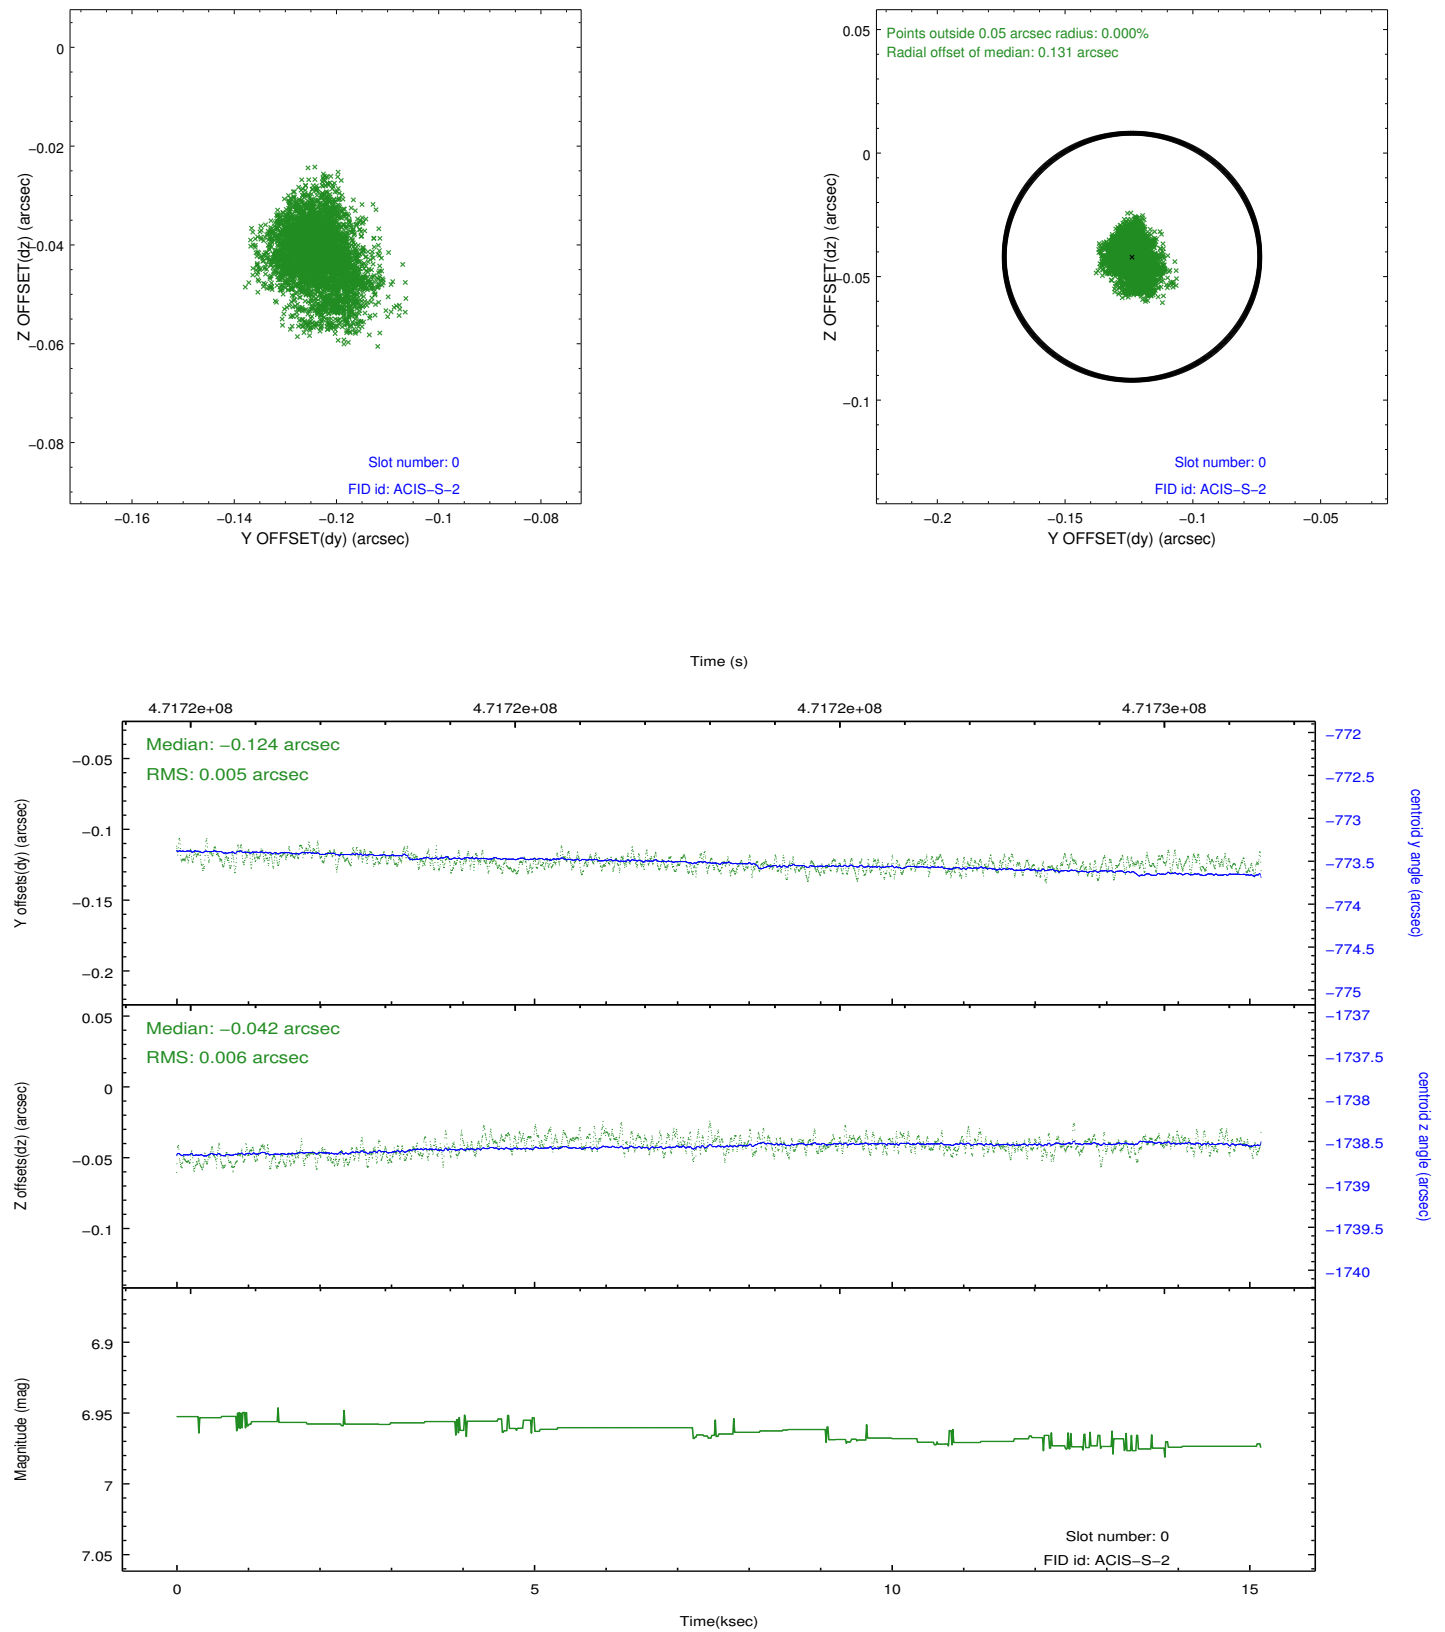 0
−0.02
−0.04
−0.06
−0.08
Z OFFSET(dz) (arcsec)
Slot number: 0
FID id: ACIS−S−2
−0.16
−0.14
−0.12
−0.1
−0.08
Y OFFSET(dy) (arcsec)
Points outside 0.05 arcsec radius: 0.000%
Radial offset of median: 0.131 arcsec
0.05
0
−0.05
−0.1
Z OFFSET(dz) (arcsec)
Slot number: 0
FID id: ACIS−S−2
−0.2
−0.15
−0.1
−0.05
Y OFFSET(dy) (arcsec)
Time (s)
4.7172e+08
4.7172e+08
4.7172e+08
4.7173e+08
Median: −0.124 arcsec
RMS: 0.005 arcsec
−0.05
−0.1
−0.15
−0.2
Y offsets(dy) (arcsec)
−772
−772.5
−773
−773.5
−774
−774.5
−775
centroid y angle (arcsec)
Median: −0.042 arcsec
RMS: 0.006 arcsec
0.05
0
−0.05
−0.1
Z offsets(dz) (arcsec)
−1737
−1737.5
−1738
−1738.5
−1739
−1739.5
−1740
centroid z angle (arcsec)
6.9
6.95
7
7.05
Magnitude (mag)
Slot number: 0
FID id: ACIS−S−2
0
5
10
15
Time(ksec)